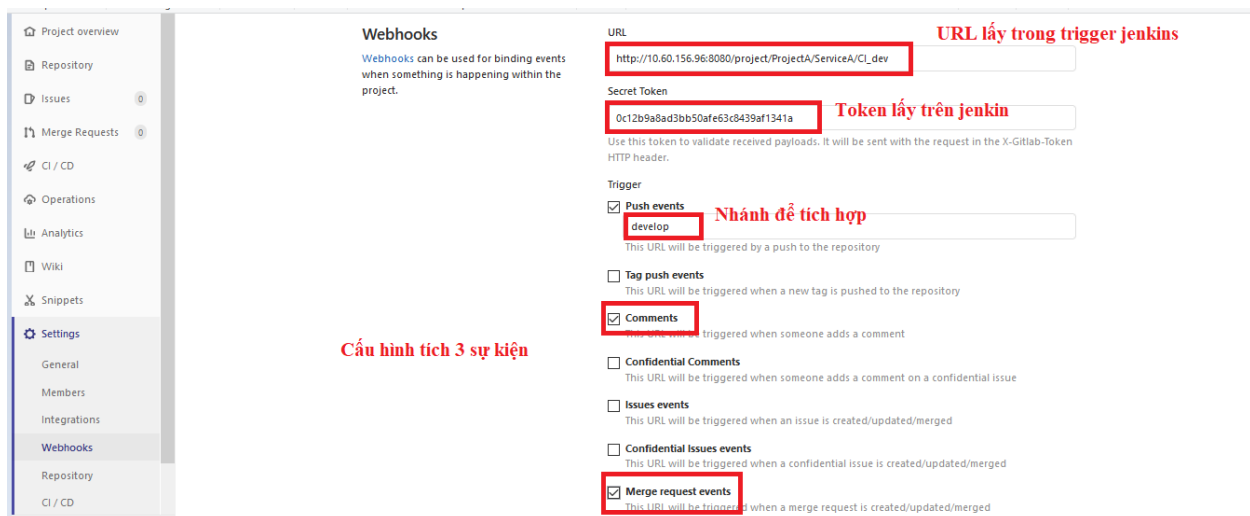 Project overview
Repository
Issues 0
Merge Requests 0
CI / CD
Operations
Analytics
Wiki
Snippets
Settings
General
Members
Integrations
Webhooks
Repository
CI / CD
Webhooks
Webhooks can be used for binding events
when something is happening within the
project.
Cấu hình tích 3 sự kiện
URL
URL lấy trong trigger jenkins
http://10.60.156.96:8080/project/ProjectA/ServiceA/CI_dev
Secret Token
Token lấy trên jenkin
0c12b9a8ad3bb50afe63c8439af1341a
Use this token to validate received payloads. It will be sent with the request in the X-Gitlab-Token
HTTP header.
Trigger
Push events
Nhánh để tích hợp
develop
This URL will be triggered by a push to the repository
Tag push events
This URL will be triggered when a new tag is pushed to the repository
Comments
This URL will be triggered when someone adds a comment
Confidential Comments
This URL will be triggered when someone adds a comment on a confidential issue
Issues events
This URL will be triggered when an issue is created/updated/merged
Confidential Issues events
This URL will be triggered when a confidential issue is created/updated/merged
Merge request events
This URL will be triggered when a merge request is created/updated/merged